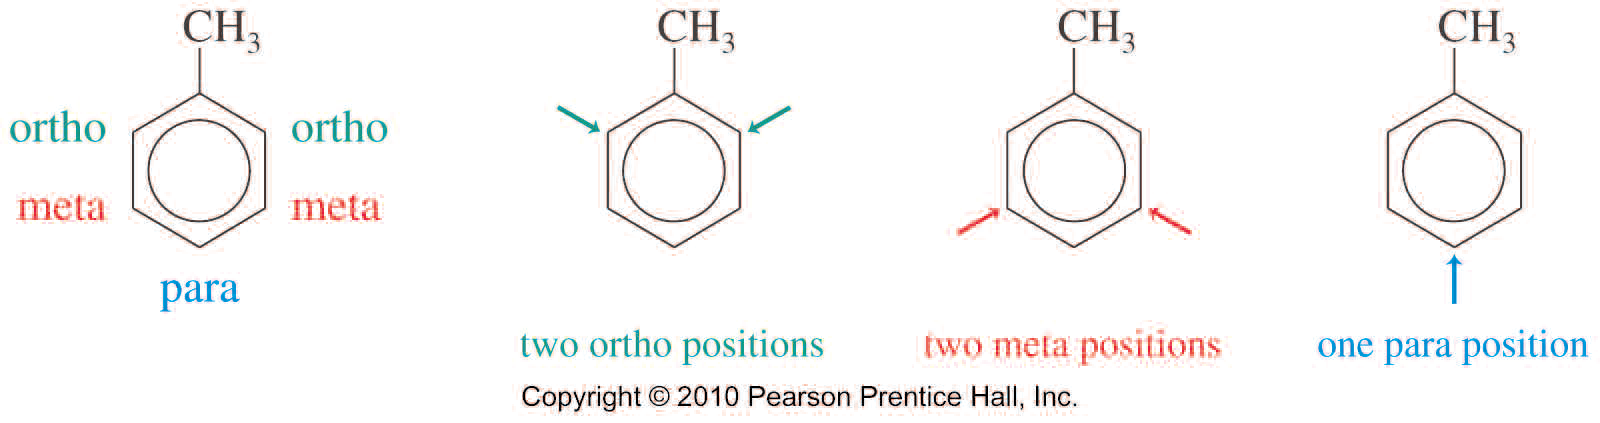 CH3 CH3 CH3 CH3
ortho ortho
meta meta
para
two ortho positions two meta positions one para position
Copyright © 2010 Pearson Prentice Hall, Inc.